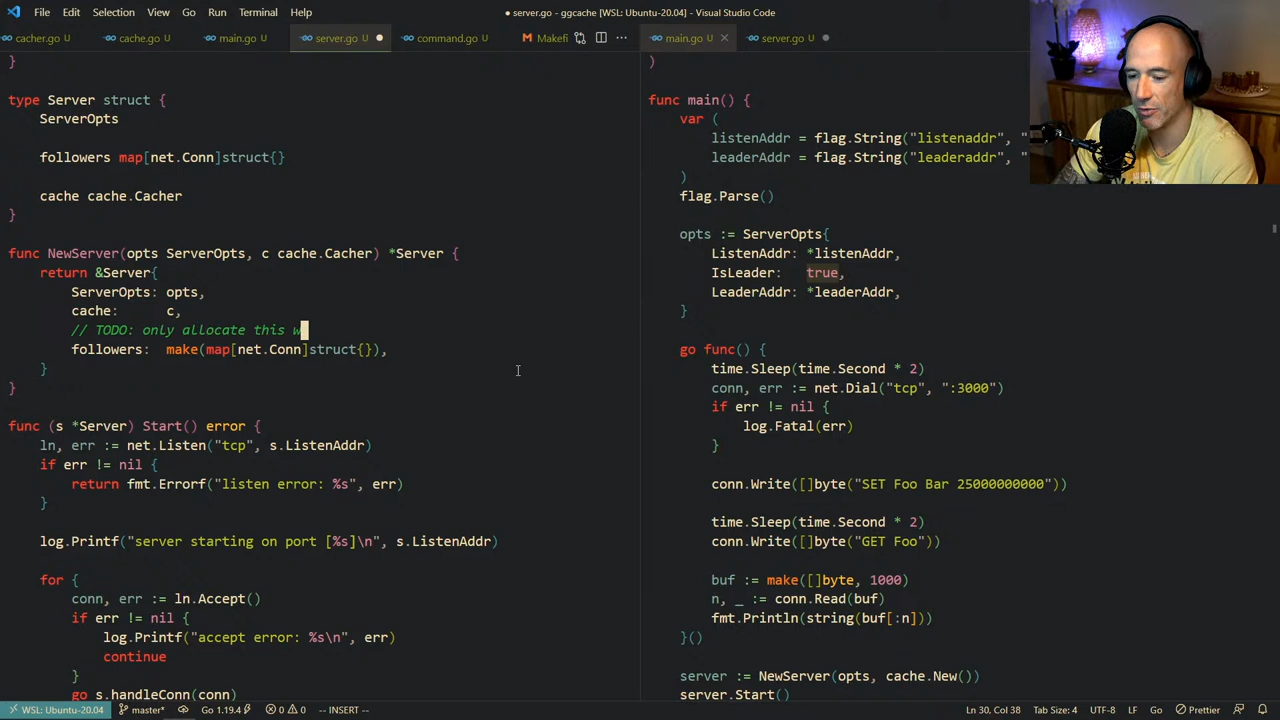 File Edit Selection View Go Run Terminal Help
● server.go - ggcache [WSL: Ubuntu-20.04] - Visual Studio Code
cacher.go U cache.go U main.go U server.go U ● command.go U Makefi
}
type Server struct {
ServerOpts
followers map[net.Conn]struct{}
cache cache.Cacher
}
func NewServer(opts ServerOpts, c cache.Cacher) *Server {
return &Server{
ServerOpts: opts,
cache: c,
// TODO: only allocate this w
followers: make(map[net.Conn]struct{}),
}
}
func (s *Server) Start() error {
ln, err := net.Listen("tcp", s.ListenAddr)
if err != nil {
return fmt.Errorf("listen error: %s", err)
}
log.Printf("server starting on port [%s]\n", s.ListenAddr)
for {
conn, err := ln.Accept()
if err != nil {
log.Printf("accept error: %s\n", err)
continue
}
go s.handleConn(conn)
main.go U server.go U ●
)
func main() {
var (
listenAddr = flag.String("listenaddr", "
leaderAddr = flag.String("leaderaddr", "
)
flag.Parse()
opts := ServerOpts{
ListenAddr: *listenAddr,
IsLeader: true,
LeaderAddr: *leaderAddr,
}
go func() {
time.Sleep(time.Second * 2)
conn, err := net.Dial("tcp", ":3000")
if err != nil {
log.Fatal(err)
}
conn.Write([]byte("SET Foo Bar 25000000000"))
time.Sleep(time.Second * 2)
conn.Write([]byte("GET Foo"))
buf := make([]byte, 1000)
n, _ := conn.Read(buf)
fmt.Println(string(buf[:n]))
}()
server := NewServer(opts, cache.New())
server.Start()
WSL: Ubuntu-20.04 master* Go 1.19.4 0 0 -- INSERT -- Ln 30, Col 38 Tab Size: 4 UTF-8 LF Go Prettier